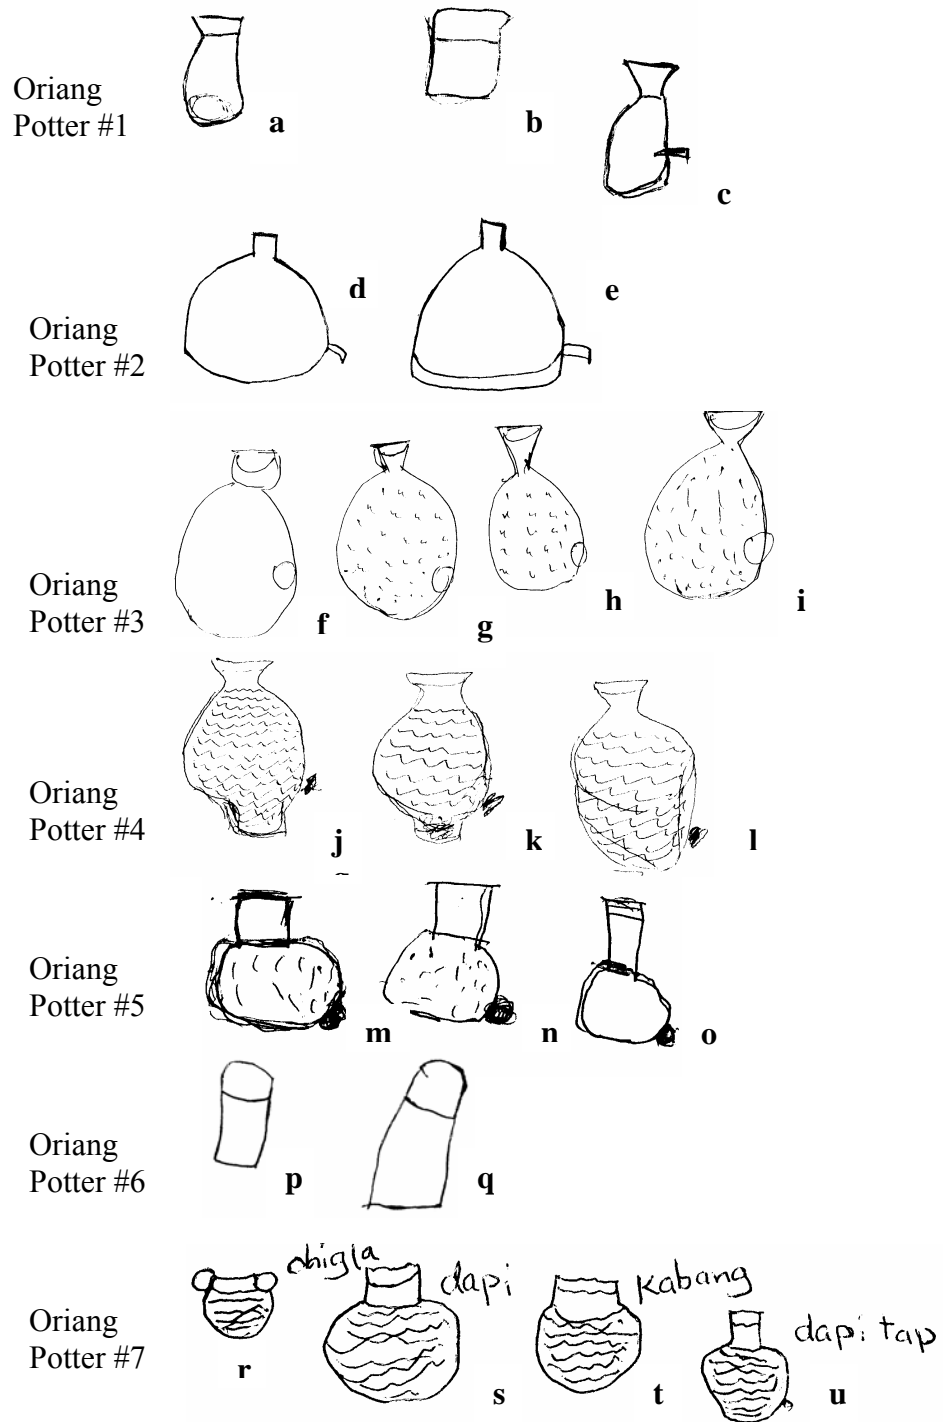 Oriang
Potter #1
a
b
c
Oriang
Potter #2
d
e
Oriang
Potter #3
f
g
h
i
Oriang
Potter #4
j
k
l
Oriang
Potter #5
m
n
o
Oriang
Potter #6
p
q
Oriang
Potter #7
chigla
dapi
kabang
dapi tap
r
s
t
u